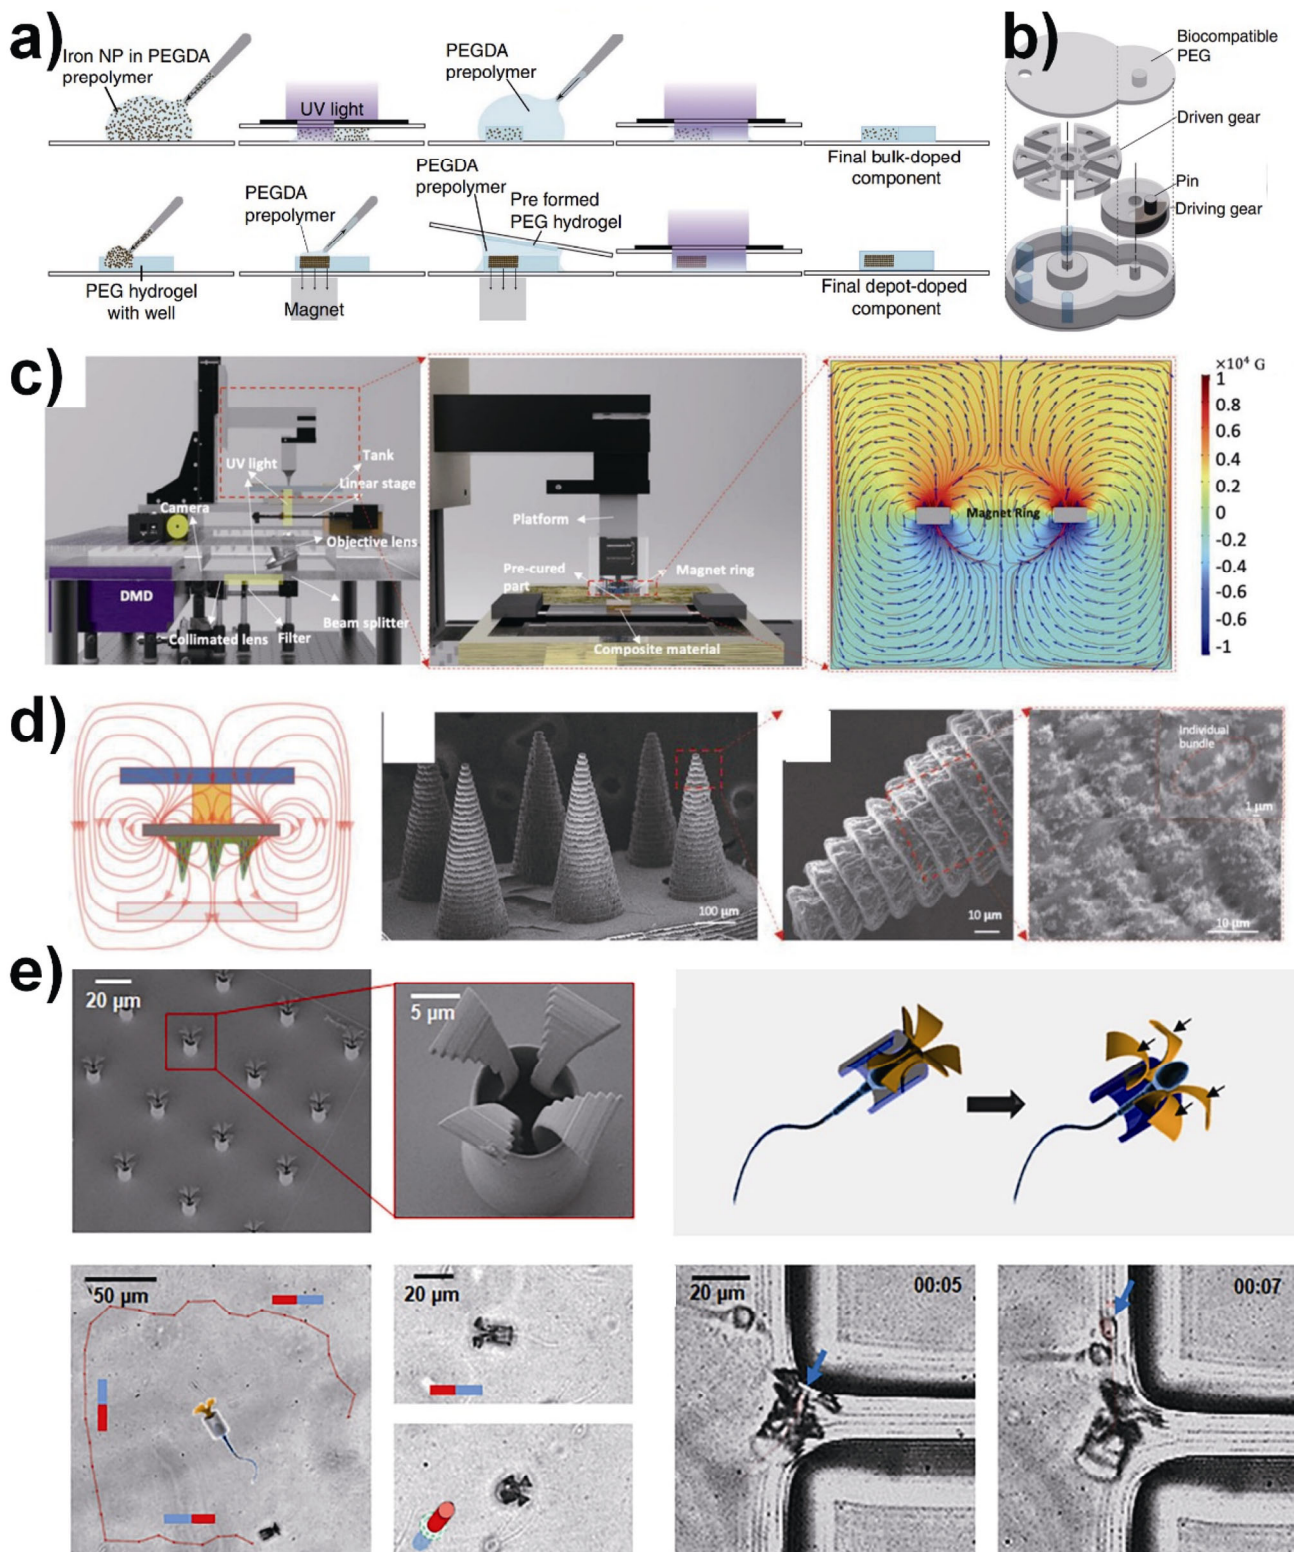 a)
Iron NP in PEGDA
prepolymer
UV light
PEGDA
prepolymer
Final bulk-doped
component
PEG hydrogel
with well
PEGDA
prepolymer
Magnet
PEGDA
prepolymer
Pre formed
PEG hydrogel
Final depot-doped
component
b)
Biocompatible
PEG
Driven gear
Pin
Driving gear
c)
UV light
Tank
Linear stage
Camera
Objective lens
DMD
Collimated lens
Filter
Beam splitter
Platform
Pre-cured
part
Magnet ring
Composite material
Magnet Ring
×10⁴ G
1
0.8
0.6
0.4
0.2
0
-0.2
-0.4
-0.6
-0.6
-1
d)
100 μm
10 μm
Individual
bundle
1 μm
10 μm
e)
20 μm
5 μm
50 μm
20 μm
20 μm
00:05
00:07